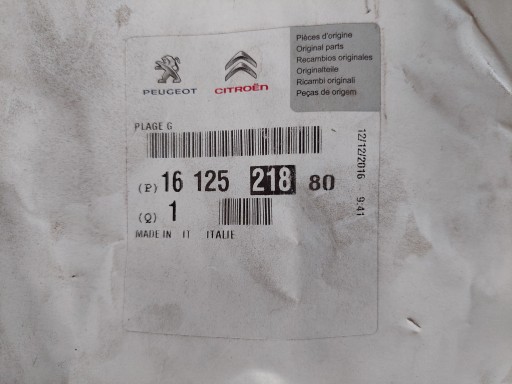 PEUGEOT
CITROËN
Pièces d'origine
Original parts
Recambios originales
Originalteile
Ricambi originali
Peças de origem
PLAGE G
(P) 16 125 218 80
(Q) 1
MADE IN IT ITALIE
12/12/2016 9:41